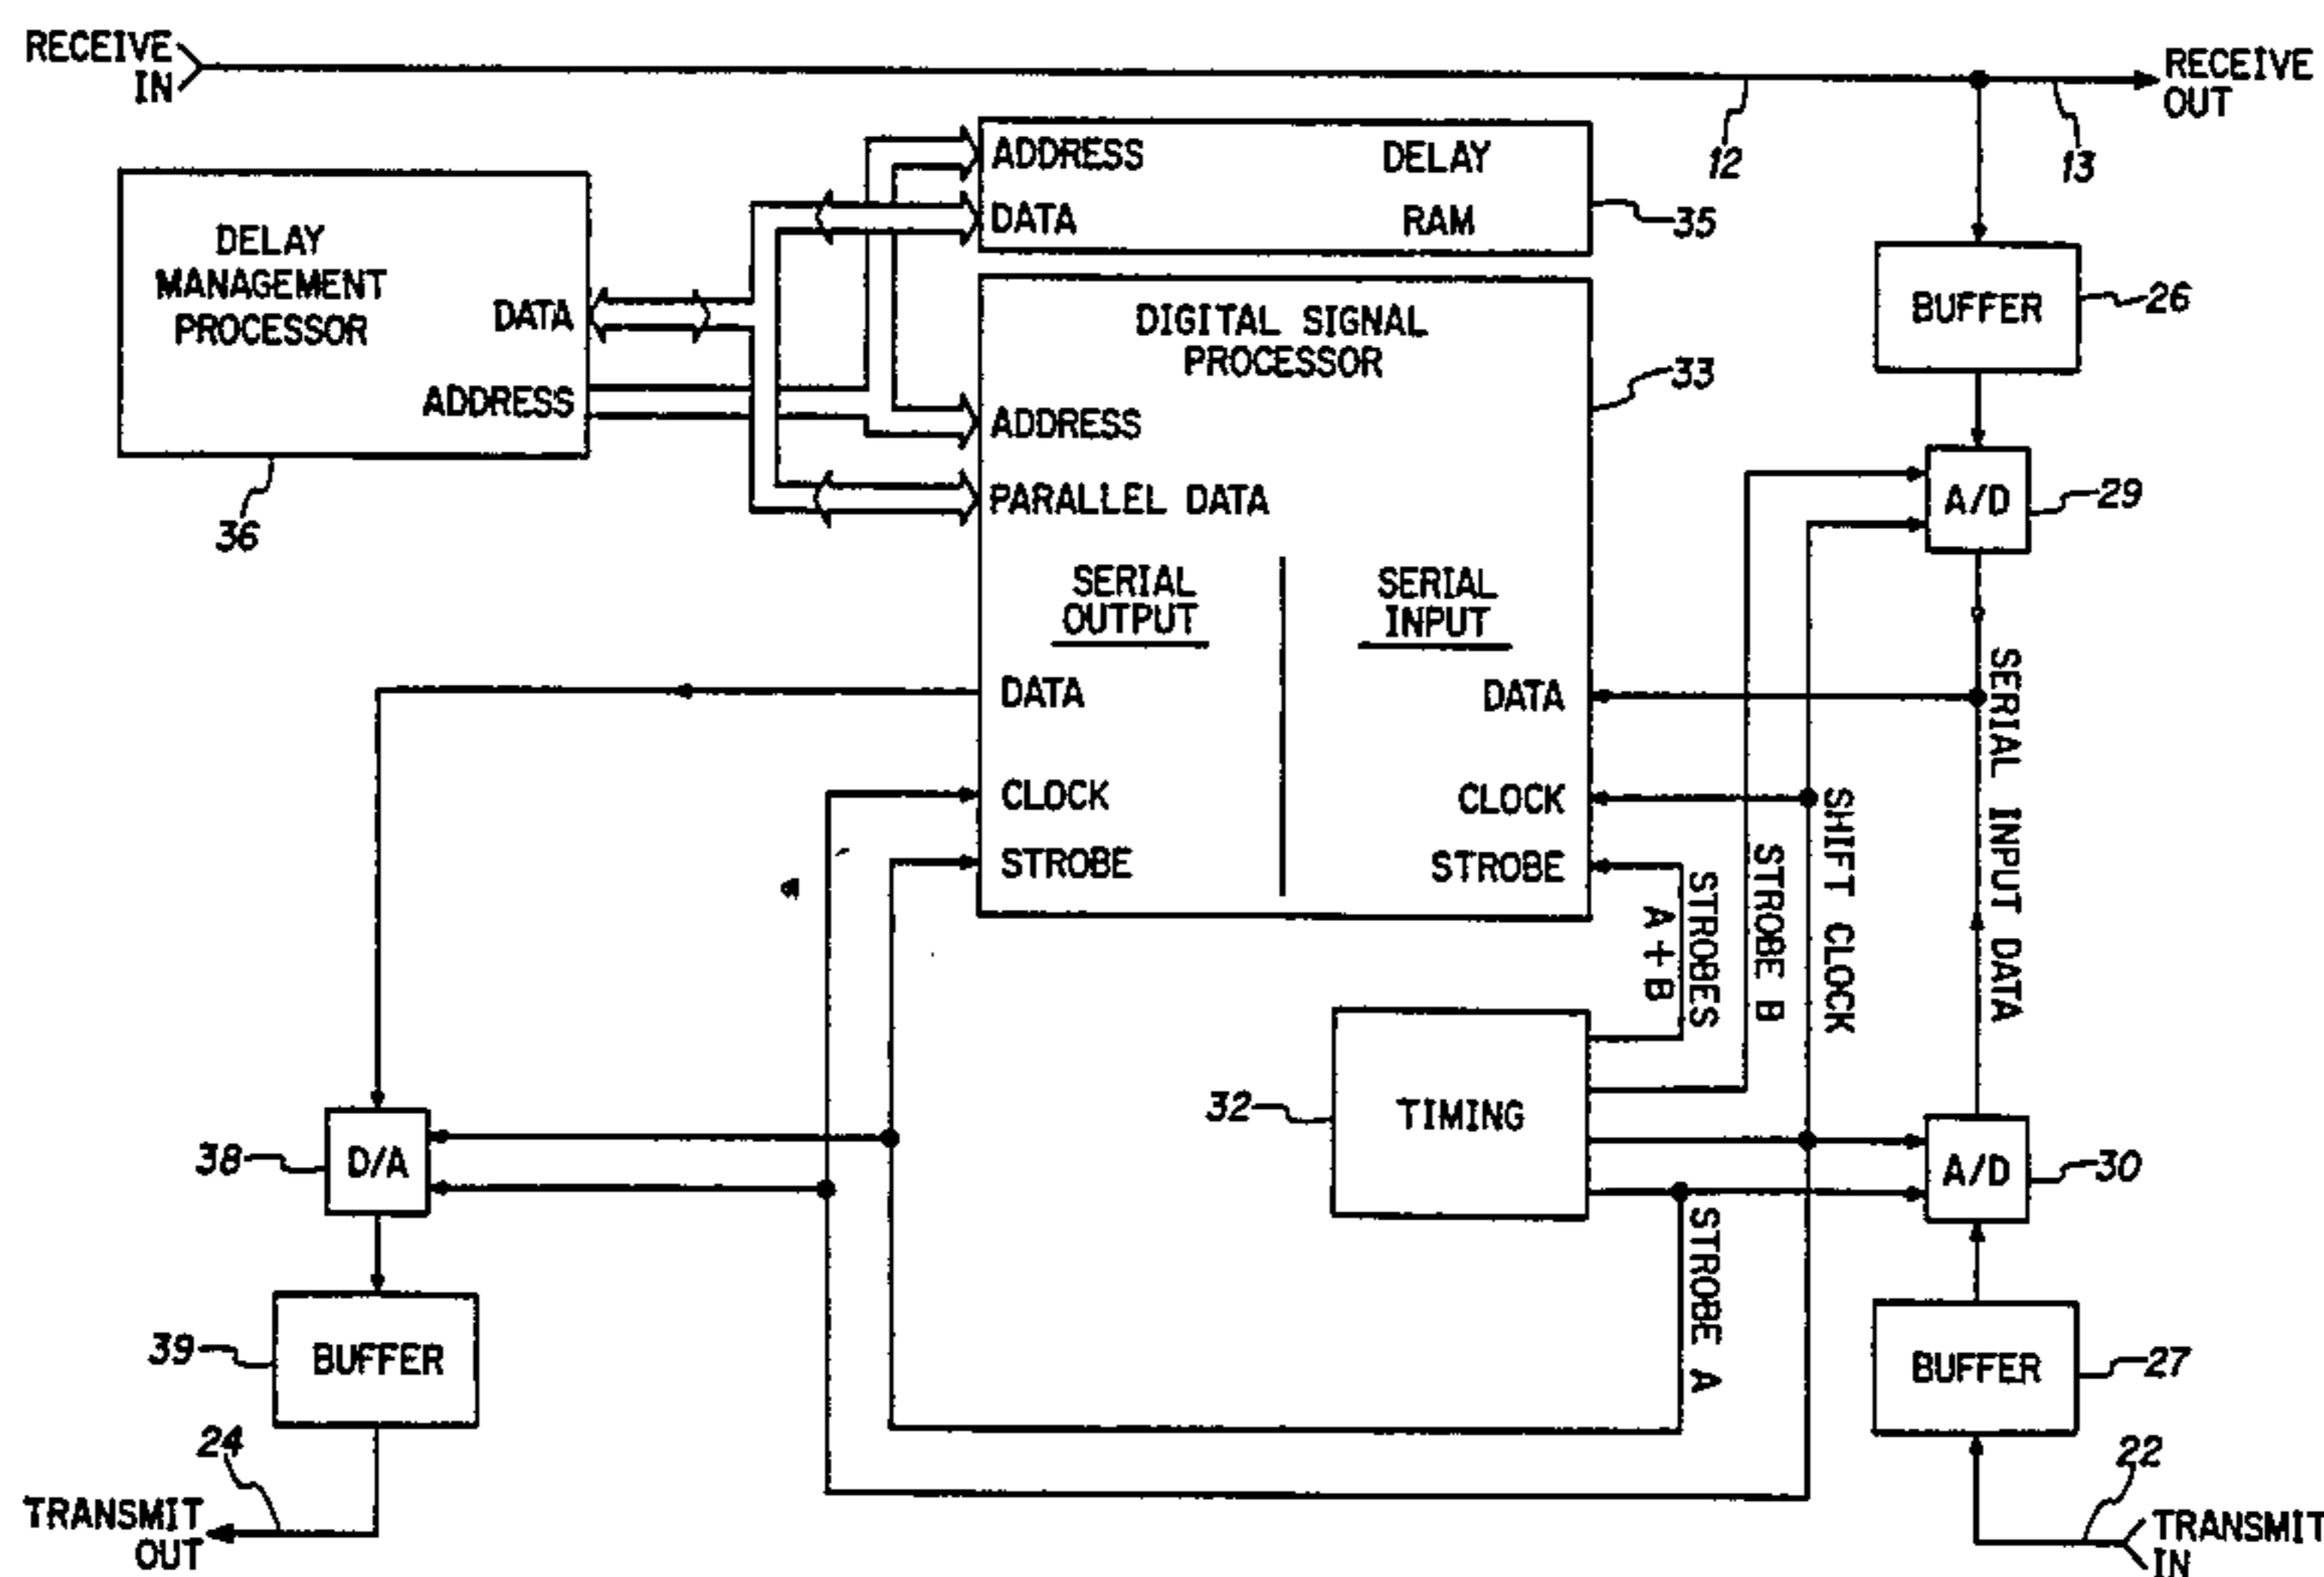 RECEIVE
IN
RECEIVE
OUT
12
13
DELAY
MANAGEMENT
PROCESSOR
DATA
ADDRESS
36
ADDRESS
DELAY
DATA
RAM
35
DIGITAL SIGNAL
PROCESSOR
33
ADDRESS
PARALLEL DATA
SERIAL
OUTPUT
SERIAL
INPUT
DATA
DATA
CLOCK
CLOCK
STROBE
STROBE
BUFFER
26
A/D
29
SERIAL INPUT DATA
SHIFT CLOCK
STROBE B
STROBES
A+B
32
TIMING
STROBE A
A/D
30
BUFFER
27
22
TRANSMIT
IN
38
D/A
39
BUFFER
24
TRANSMIT
OUT